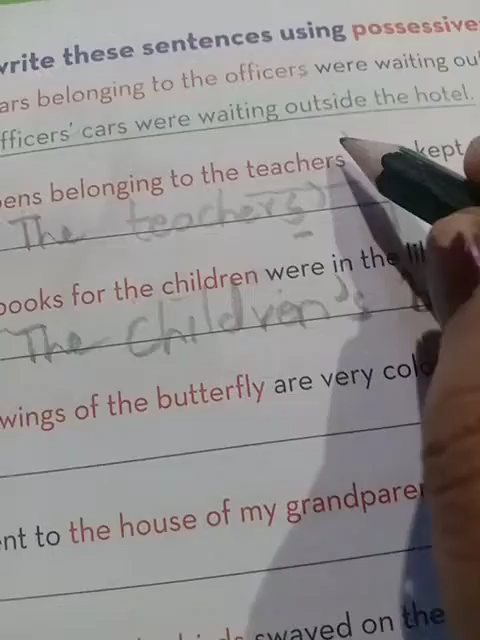 write these sentences using possessive
ars belonging to the officers were waiting ou
fficers' cars were waiting outside the hotel.
ens belonging to the teachers kept
The teachers'
books for the children were in the li
The children's
wings of the butterfly are very colo
nt to the house of my grandpare
swayed on the